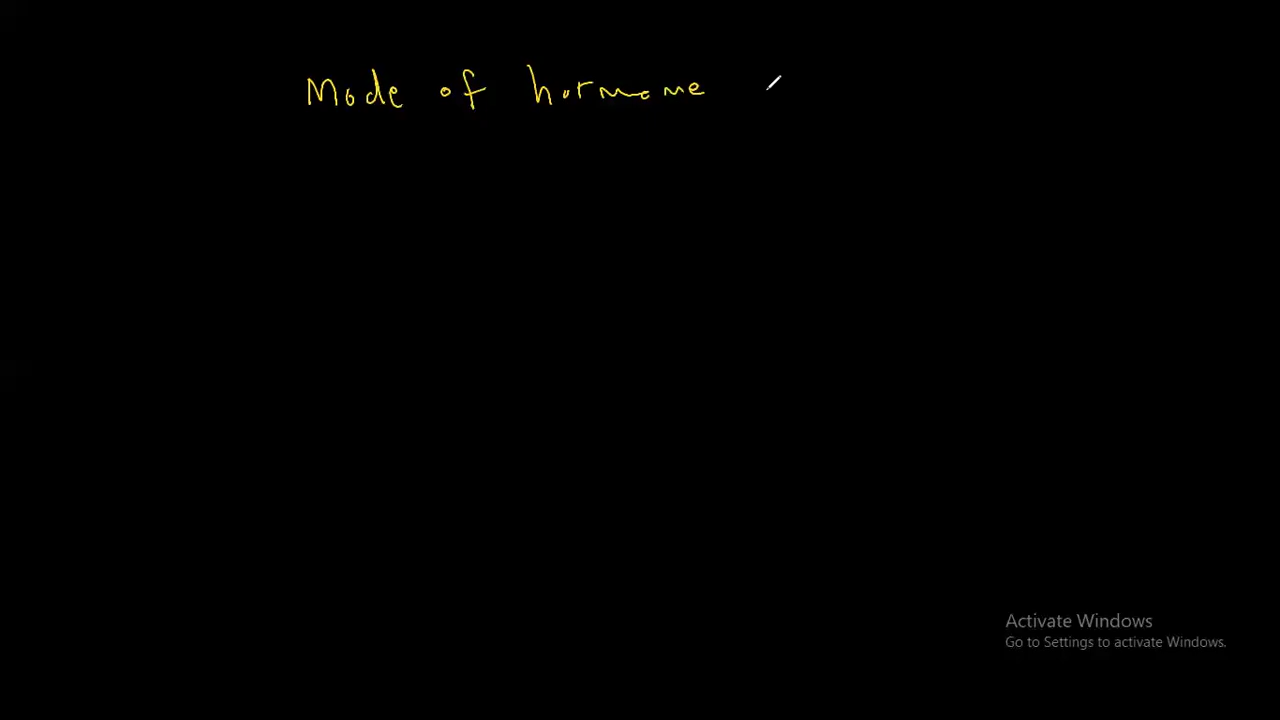 Mode of hormone
Activate Windows
Go to Settings to activate Windows.